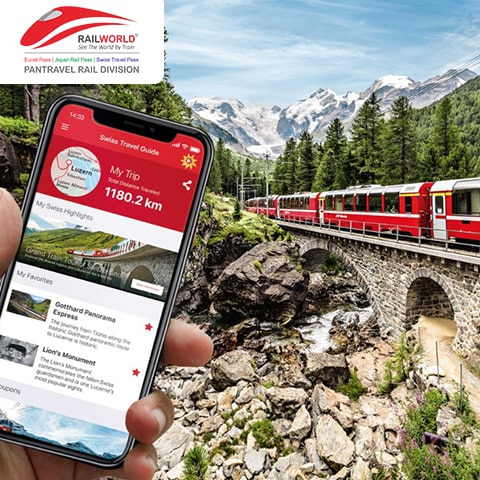 RAILWORLD®
See The World By Train
Eurail Pass | Japan Rail Pass | Swiss Travel Pass
PANTRAVEL RAIL DIVISION
14:33
Swiss Travel Guide
Luzern
My Trip
Total Distance Traveled
1180.2 km
My Swiss Highlights
Grand Train Tour of Switzerland
My Favorites
Gotthard Panorama
Express
The journey from Ticino along the
historic Gotthard panoramic route
to Lucerne is historic.
Lion's Monument
The Lion's Monument
commemorates the fallen Swiss
guardsmen and is one Lucerne's
most popular sights.
Coupons